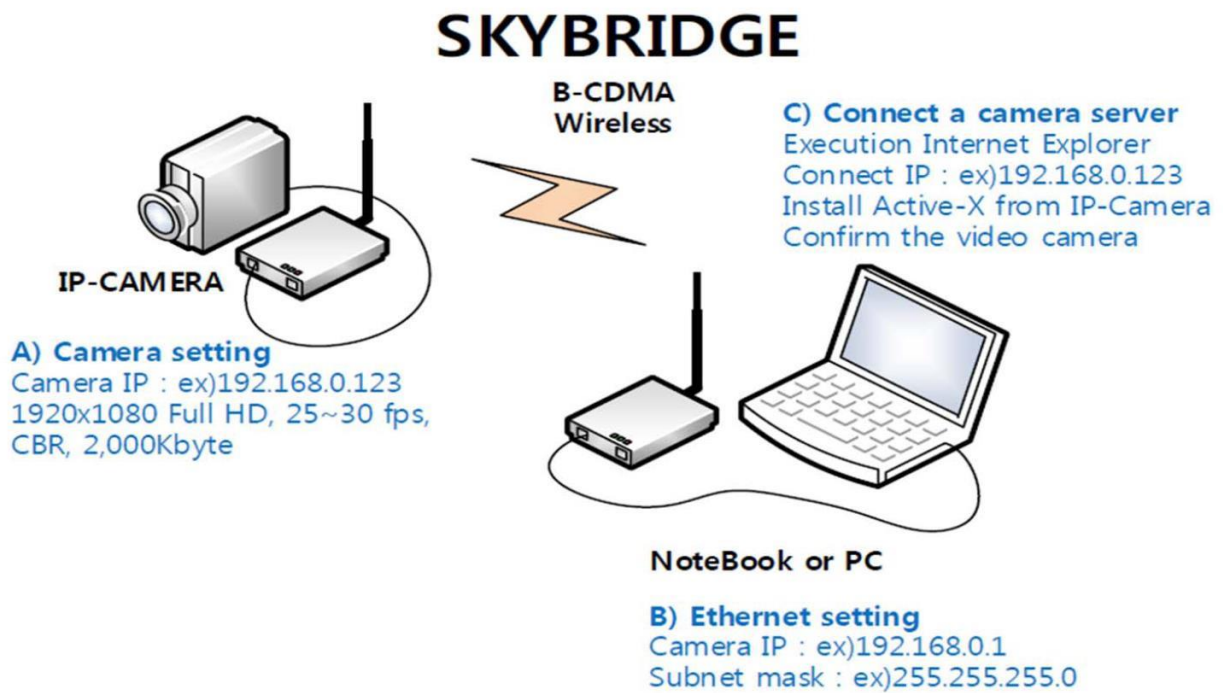 SKYBRIDGE
B-CDMA
Wireless
C) Connect a camera server
Execution Internet Explorer
Connect IP : ex)192.168.0.123
Install Active-X from IP-Camera
Confirm the video camera
IP-CAMERA
A) Camera setting
Camera IP : ex)192.168.0.123
1920x1080 Full HD, 25~30 fps,
CBR, 2,000Kbyte
NoteBook or PC
B) Ethernet setting
Camera IP : ex)192.168.0.1
Subnet mask : ex)255.255.255.0